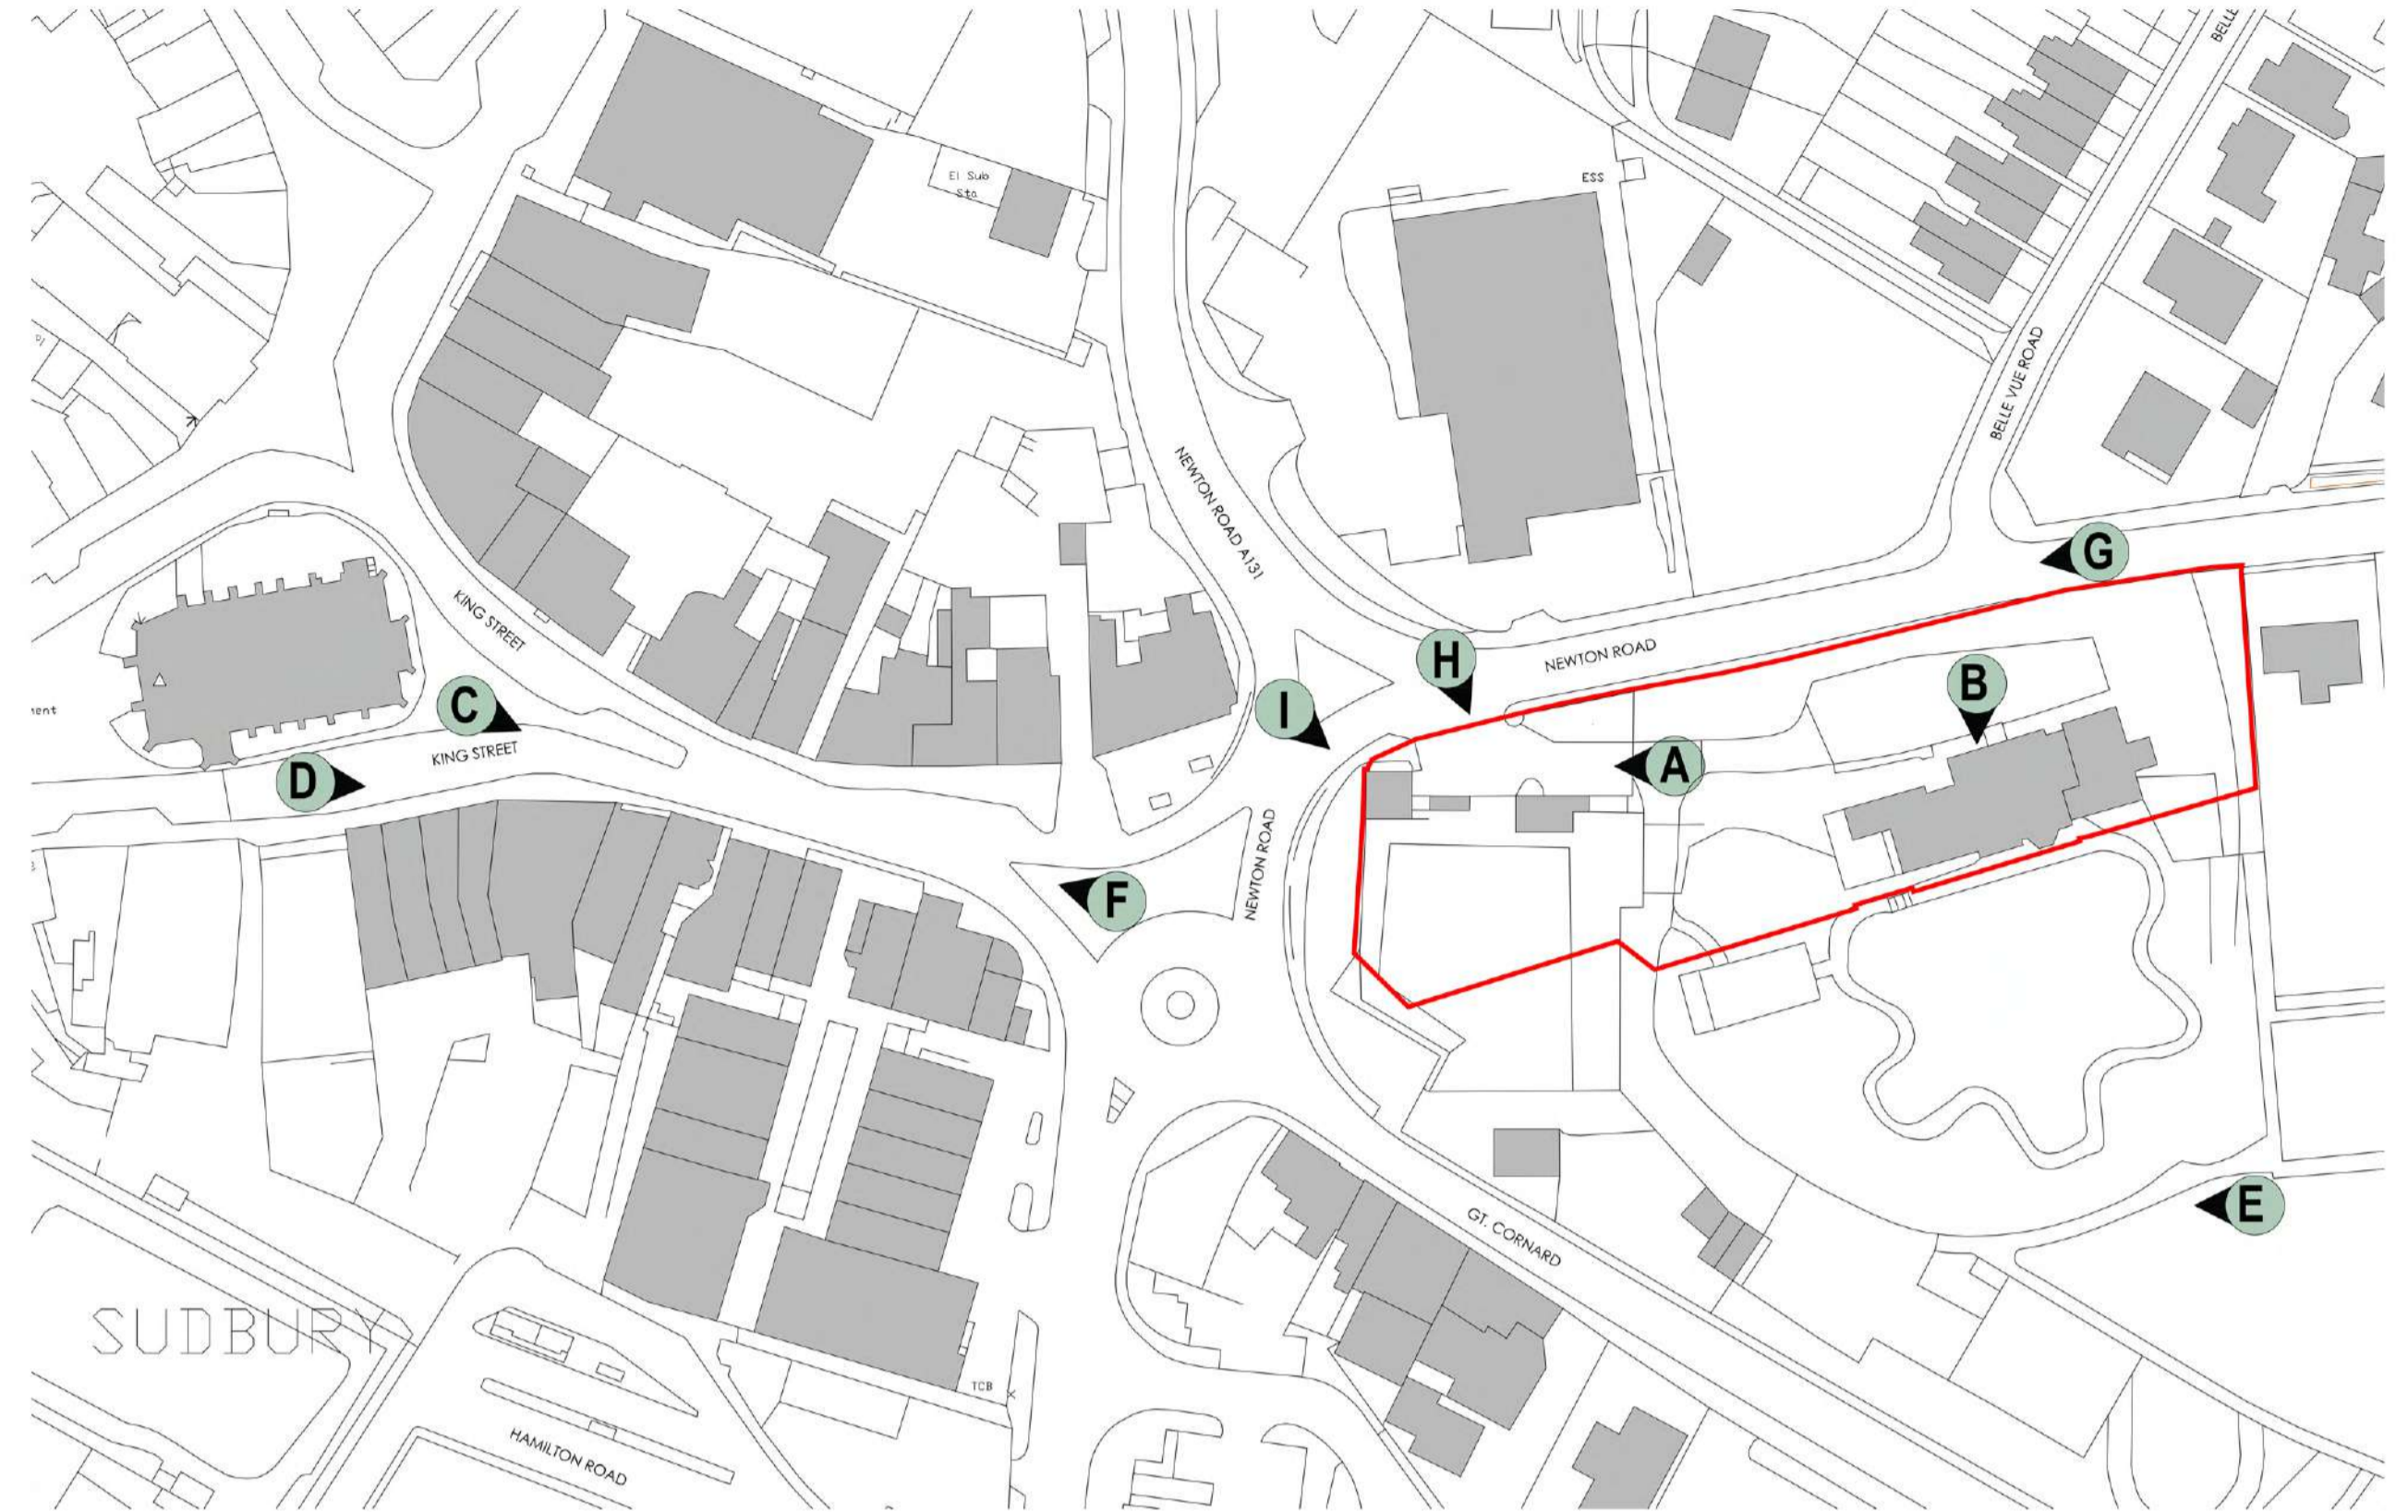 BELLE
El Sub
Sta
ESS
BELLE VUE ROAD
NEWTON ROAD A131
G
KING STREET
NEWTON ROAD
H
B
C
I
KING STREET
A
D
NEWTON ROAD
F
E
GT. CORNARD
SUDBURY
TCB
HAMILTON ROAD